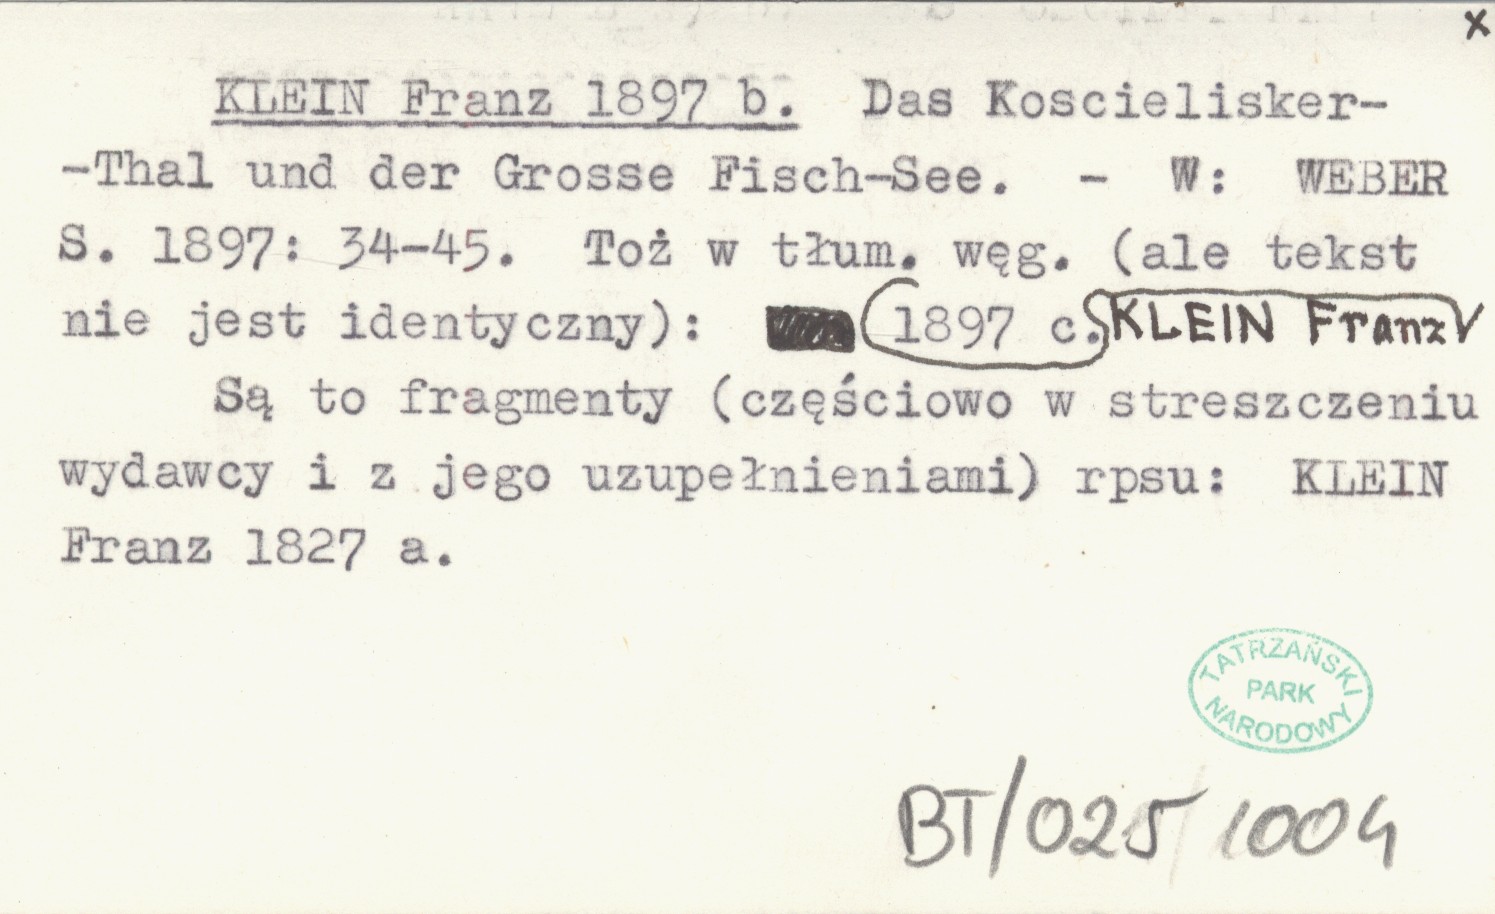 x
KLEIN Franz 1897 b. Das Koscielisker-
-Thal und der Grosse Fisch-See. - W: WEBER
S. 1897: 34-45. Toż w tłum. węg. (ale tekst
nie jest identyczny): 1897 c. KLEIN Franz
Są to fragmenty (częściowo w streszczeniu
wydawcy i z jego uzupełnieniami) rpsu: KLEIN
Franz 1827 a.
TATRZAŃSKI
PARK
NARODOWY
BT/025/1004